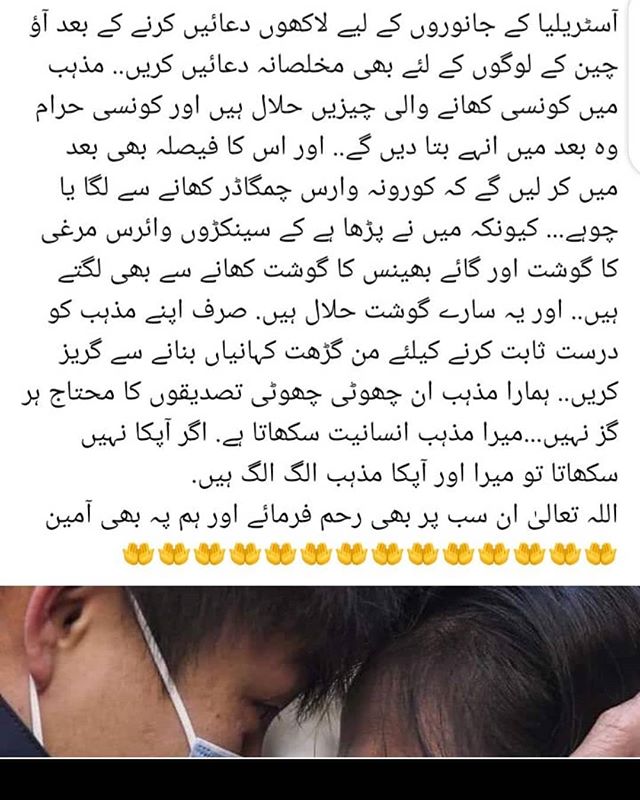 آسٹریلیا کے جانوروں کے لیے لاکھوں دعائیں کرنے کے بعد آؤ
چین کے لوگوں کے لئے بھی مخلصانہ دعائیں کریں.. مذہب
میں کونسی کھانے والی چیزیں حلال ہیں اور کونسی حرام
وہ بعد میں انہے بتا دیں گے.. اور اس کا فیصلہ بھی بعد
میں کر لیں گے کہ کورونہ وارس چمگاڈر کھانے سے لگا یا
چوہے... کیونکہ میں نے پڑھا ہے کے سینکڑوں وائرس مرغی
کا گوشت اور گائے بھینس کا گوشت کھانے سے بھی لگتے
ہیں.. اور یہ سارے گوشت حلال ہیں. صرف اپنے مذہب کو
درست ثابت کرنے کیلئے من گڑھت کہانیاں بنانے سے گریز
کریں.. ہمارا مذہب ان چھوٹی چھوٹی تصدیقوں کا محتاج ہر
گز نہیں...میرا مذہب انسانیت سکھاتا ہے. اگر آپکا نہیں
سکھاتا تو میرا اور آپکا مذہب الگ الگ ہیں.
اللہ تعالیٰ ان سب پر بھی رحم فرمائے اور ہم پہ بھی آمین
🤲🤲🤲🤲🤲🤲🤲🤲🤲🤲🤲🤲🤲🤲